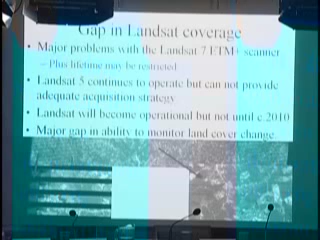 Gap in Landsat coverage
• Major problems with the Landsat 7 ETM+ scanner
– Plus lifetime may be restricted
• Landsat 5 continues to operate but can not provide
adequate acquisition strategy
• Landsat will become operational but not until c.2010
• Major gap in ability to monitor land cover change